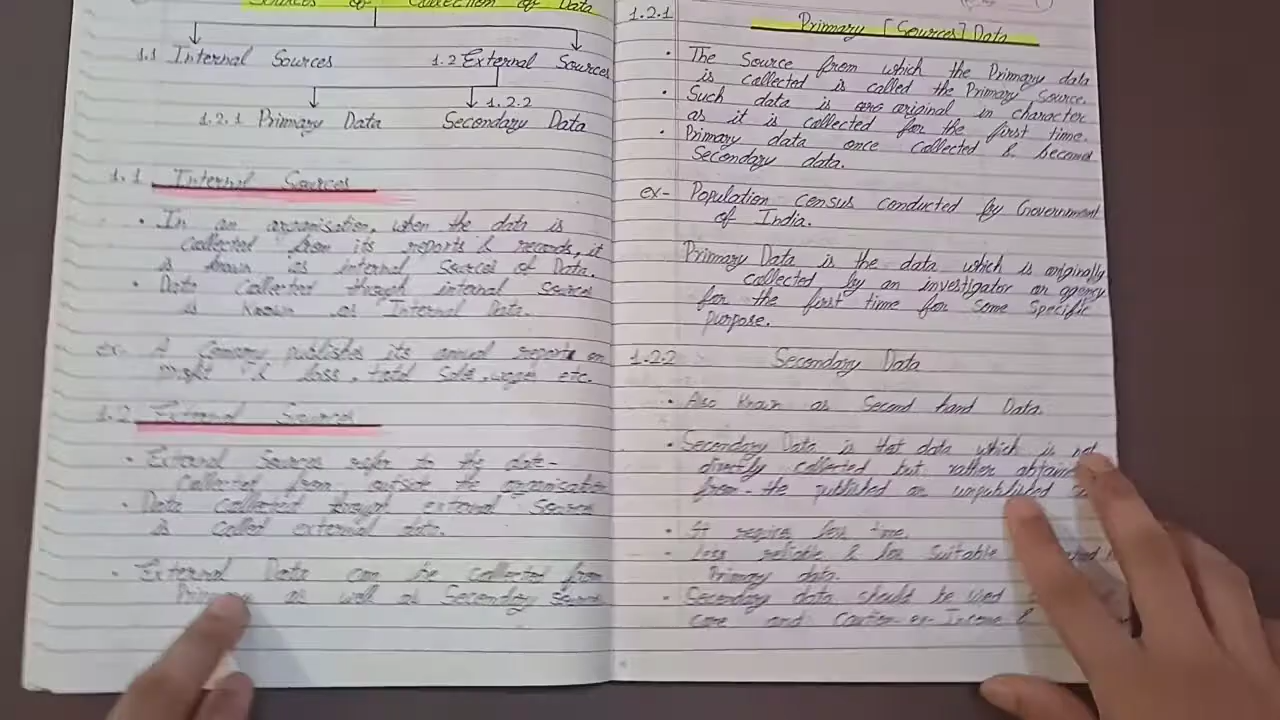 Sources of Collection of Data
1.1 Internal Sources
1.2 External Sources
1.2.1 Primary Data
1.2.2
Secondary Data
1.1 Internal Sources
• In an organisation, when the data is
collected from its reports & records, it
is known as internal Sources of Data.
• Data Collected through internal Sources
is Known as Internal Data.
ex- A Company publishes its annual reports on
profit & loss, total Sale, wages etc.
1.2 External Sources
• External Sources refer to the data
collected from outside the organisation
• Data Collected through external Sources
is called external data.
• External Data can be collected from
Primary as well as Secondary Source
1.2.1
Primary [Sources] Data
• The Source from which the Primary data
is collected is called the Primary Source.
• Such data is original in character
as it is collected for the first time.
• Primary data once collected & becomes
Secondary data.
ex- Population census conducted by Government
of India.
Primary Data is the data which is originally
collected by an investigator or agency
for the first time for some Specific
purpose.
1.2.2 Secondary Data
• Also Known as Second hand Data.
• Secondary Data is that data which is not
directly collected but rather obtained
from the published or unpublished
• It require less time.
• Less reliable & less Suitable
Primary data.
• Secondary data should be used
care and caution ex- Income &